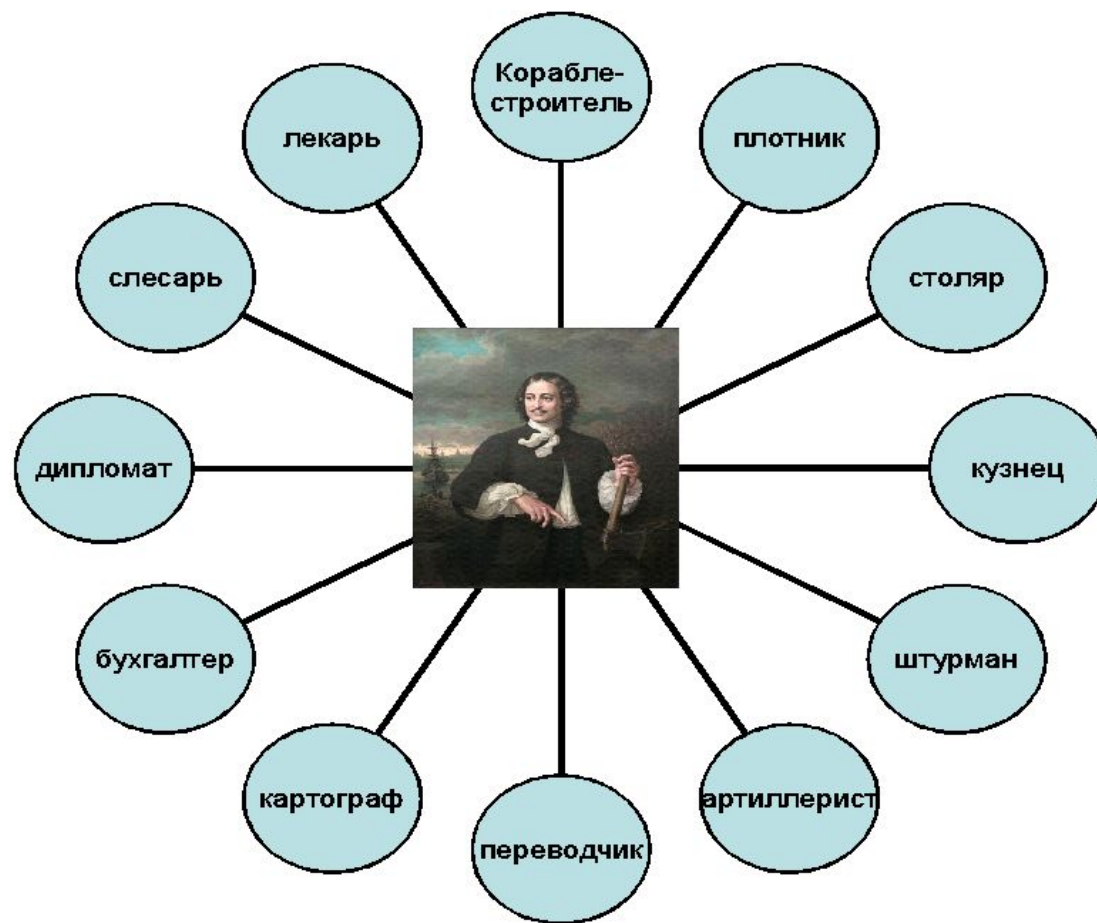 Корабле-
строитель
плотник
столяр
кузнец
штурман
артиллерист
переводчик
картограф
бухгалтер
дипломат
слесарь
лекарь